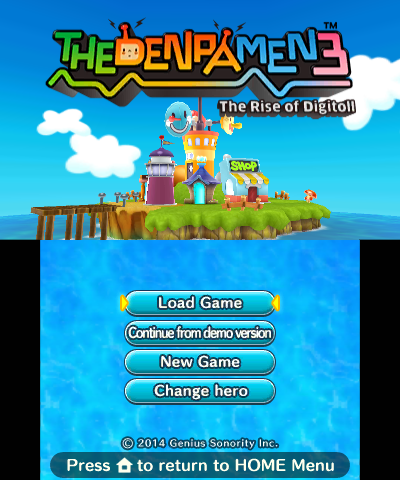 THE DENPA MEN 3
TM
The Rise of Digitoll
SHOP
Load Game
Continue from demo version
New Game
Change hero
© 2014 Genius Sonority Inc.
Press to return to HOME Menu